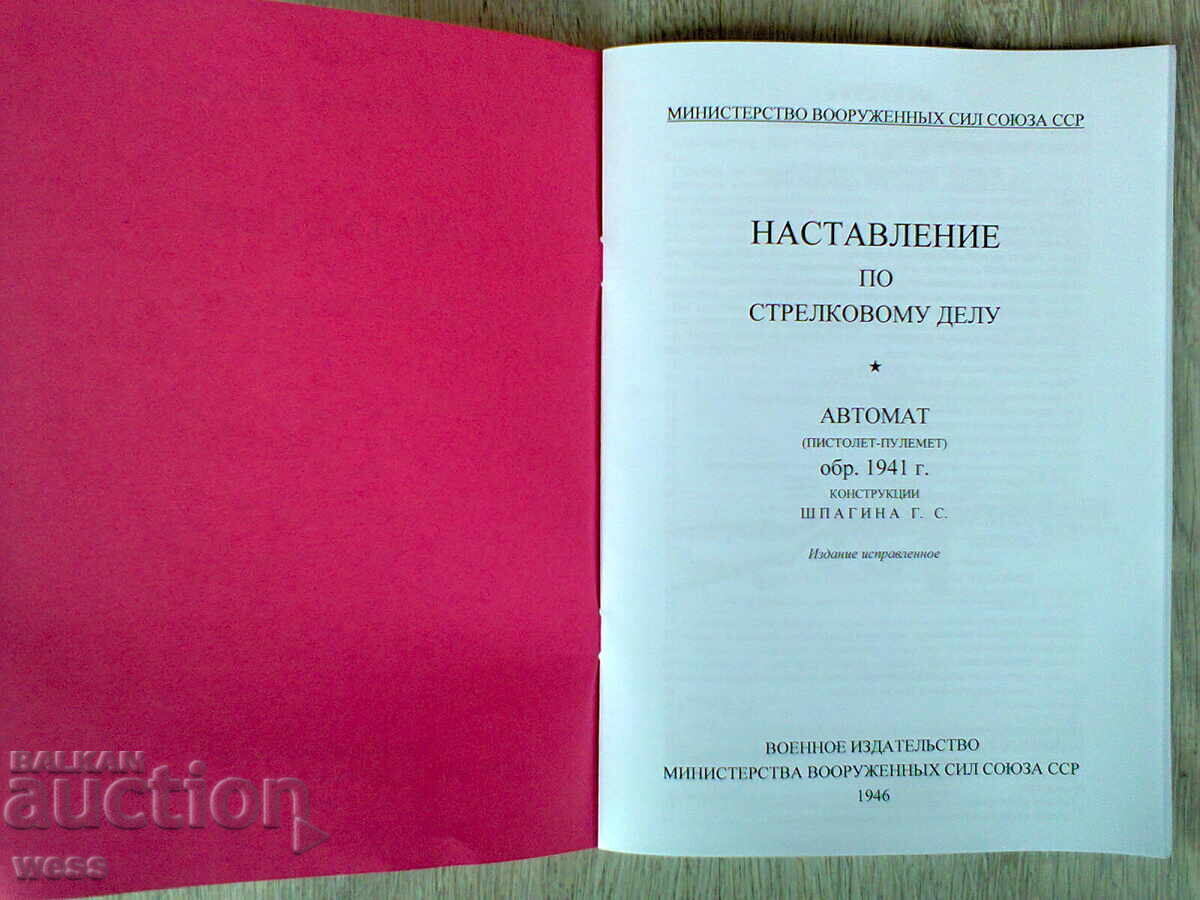 МИНИСТЕРСТВО ВООРУЖЕННЫХ СИЛ СОЮЗА ССР
НАСТАВЛЕНИЕ
ПО
СТРЕЛКОВОМУ ДЕЛУ
★
АВТОМАТ
(ПИСТОЛЕТ-ПУЛЕМЕТ)
обр. 1941 г.
КОНСТРУКЦИИ
ШПАГИНА Г. С.
Издание исправленное
ВОЕННОЕ ИЗДАТЕЛЬСТВО
МИНИСТЕРСТВА ВООРУЖЕННЫХ СИЛ СОЮЗА ССР
1946
BALKAN
auction
wess